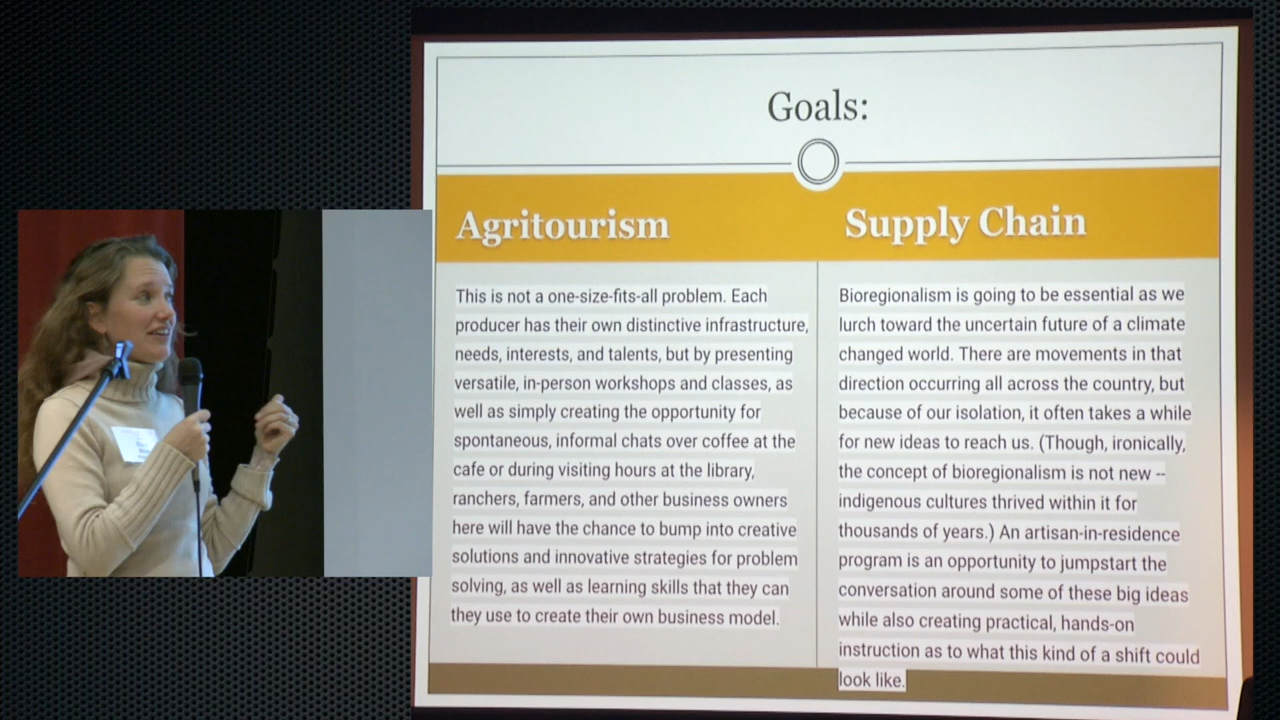 Goals:
Agritourism
This is not a one-size-fits-all problem. Each
producer has their own distinctive infrastructure,
needs, interests, and talents, but by presenting
versatile, in-person workshops and classes, as
well as simply creating the opportunity for
spontaneous, informal chats over coffee at the
cafe or during visiting hours at the library,
ranchers, farmers, and other business owners
here will have the chance to bump into creative
solutions and innovative strategies for problem
solving, as well as learning skills that they can
they use to create their own business model.
Supply Chain
Bioregionalism is going to be essential as we
lurch toward the uncertain future of a climate
changed world. There are movements in that
direction occurring all across the country, but
because of our isolation, it often takes a while
for new ideas to reach us. (Though, ironically,
the concept of bioregionalism is not new --
indigenous cultures thrived within it for
thousands of years.) An artisan-in-residence
program is an opportunity to jumpstart the
conversation around some of these big ideas
while also creating practical, hands-on
instruction as to what this kind of a shift could
look like.